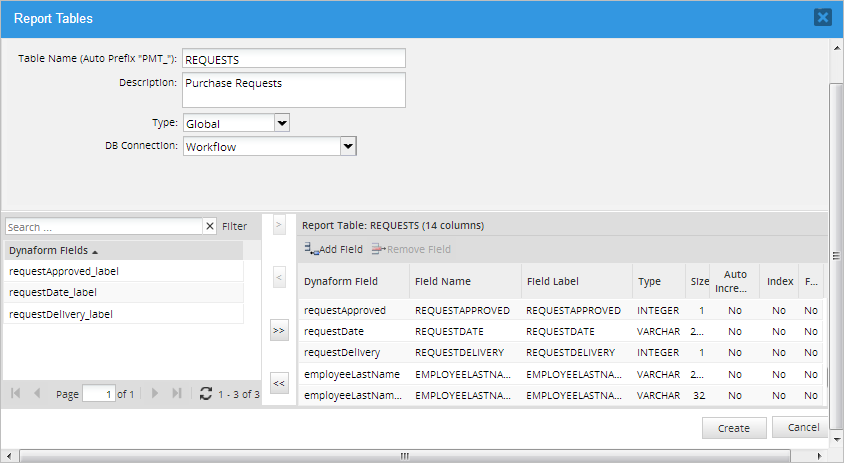 Report Tables
Table Name (Auto Prefix "PMT_"): REQUESTS
Description: Purchase Requests
Type: Global
DB Connection: Workflow
Search ... Filter
Report Table: REQUESTS (14 columns)
Dynaform Fields
Add Field Remove Field
requestApproved_label
requestDate_label
requestDelivery_label
Dynaform Field Field Name Field Label Type Size Auto Incre... Index F...
requestApproved REQUESTAPPROVED REQUESTAPPROVED INTEGER 1 No No No
requestDate REQUESTDATE REQUESTDATE VARCHAR 2... No No No
requestDelivery REQUESTDELIVERY REQUESTDELIVERY INTEGER 1 No No No
employeeLastName EMPLOYEELASTNA... EMPLOYEELASTNA... VARCHAR 2... No No No
employeeLastNam... EMPLOYEELASTNA... EMPLOYEELASTNA... VARCHAR 32 No No No
>
<
>>
<<
Page 1 of 1 1 - 3 of 3
Create Cancel